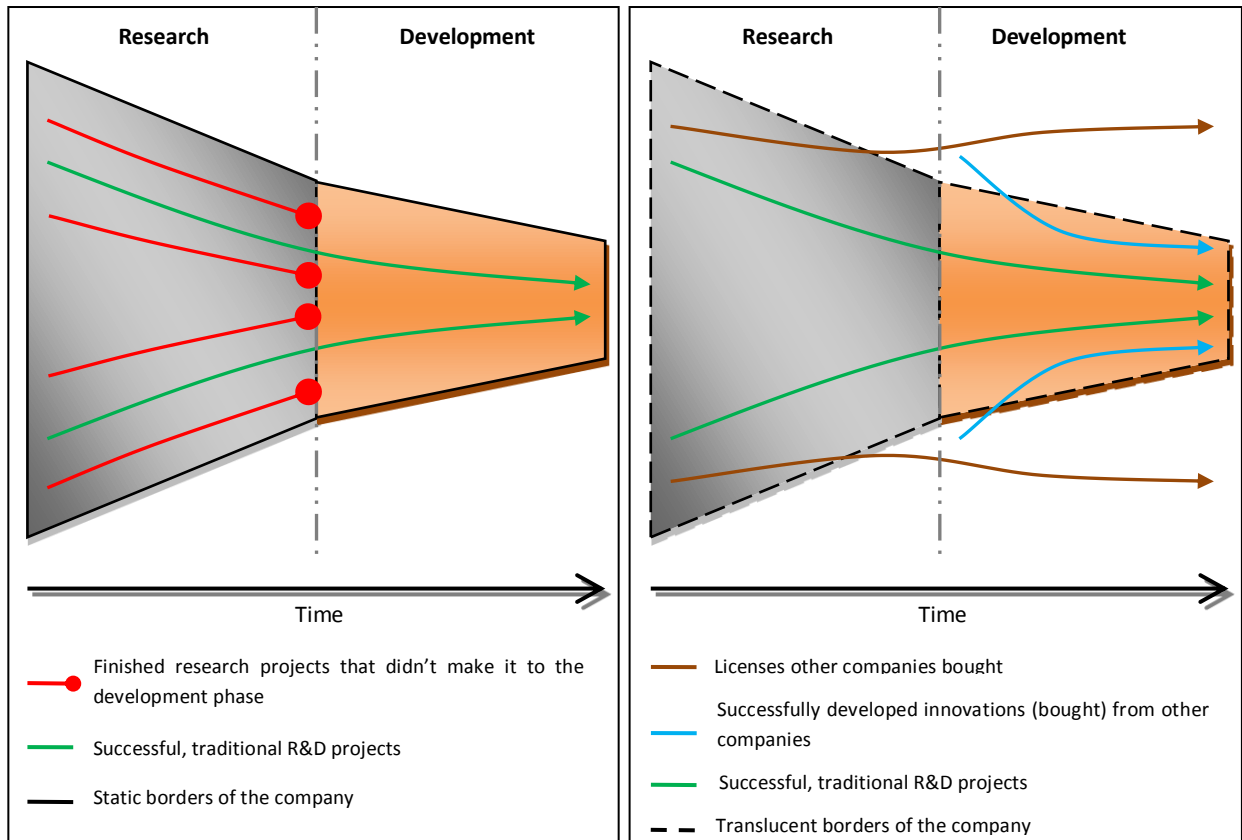 Research
Development
Time
Finished research projects that didn't make it to the
development phase
Successful, traditional R&D projects
Static borders of the company
Research
Development
Time
Licenses other companies bought
Successfully developed innovations (bought) from other
companies
Successful, traditional R&D projects
Translucent borders of the company